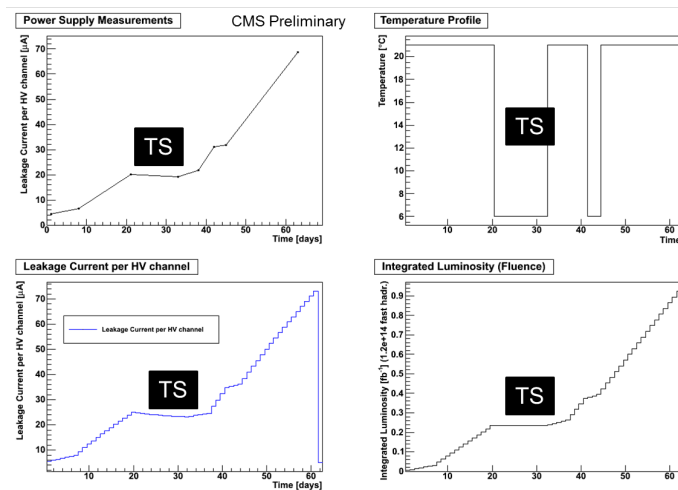 Power Supply Measurements
CMS Preliminary
Leakage Current per HV channel [µA]
70
60
50
40
30
20
10
0
TS
0 10 20 30 40 50 60
Time [days]
Temperature Profile
Temperature [°C]
20
18
16
14
12
10
8
6
TS
10 20 30 40 50 60
Time
Leakage Current per HV channel
Leakage Current per HV channel [µA]
70
60
50
40
30
20
10
Leakage Current per HV channel
TS
10 20 30 40 50 60
Time [days]
Integrated Luminosity (Fluence)
Integrated Luminosity [fb⁻¹] (1.2e+14 fast hadr.)
0.9
0.8
0.7
0.6
0.5
0.4
0.3
0.2
0.1
0
TS
10 20 30 40 50 60
Time [days]